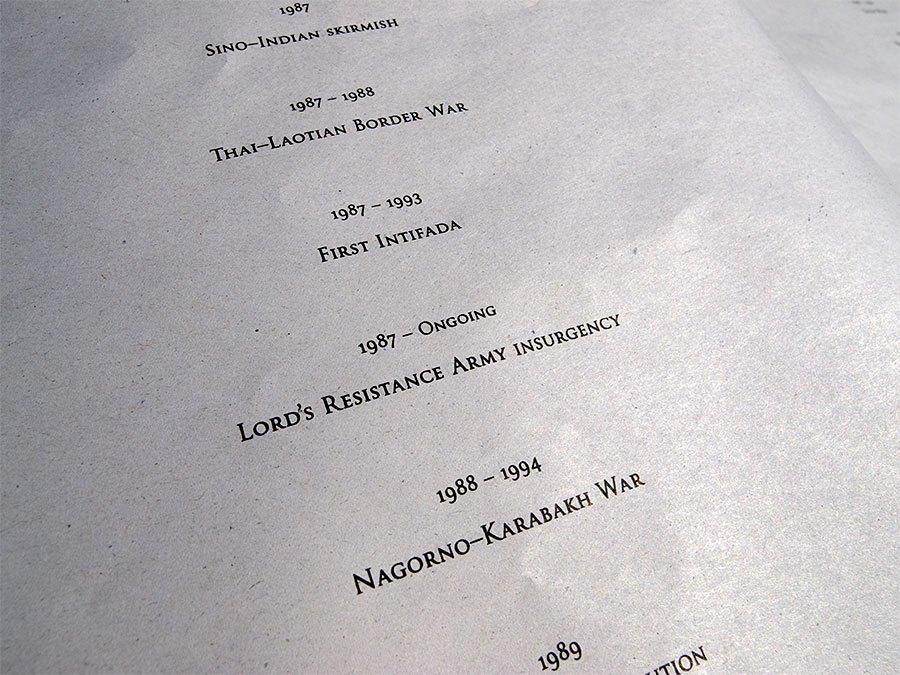 1987
Sino–Indian skirmish
1987 – 1988
Thai–Laotian Border War
1987 – 1993
First Intifada
1987 – Ongoing
Lord's Resistance Army insurgency
1988 – 1994
Nagorno–Karabakh War
1989